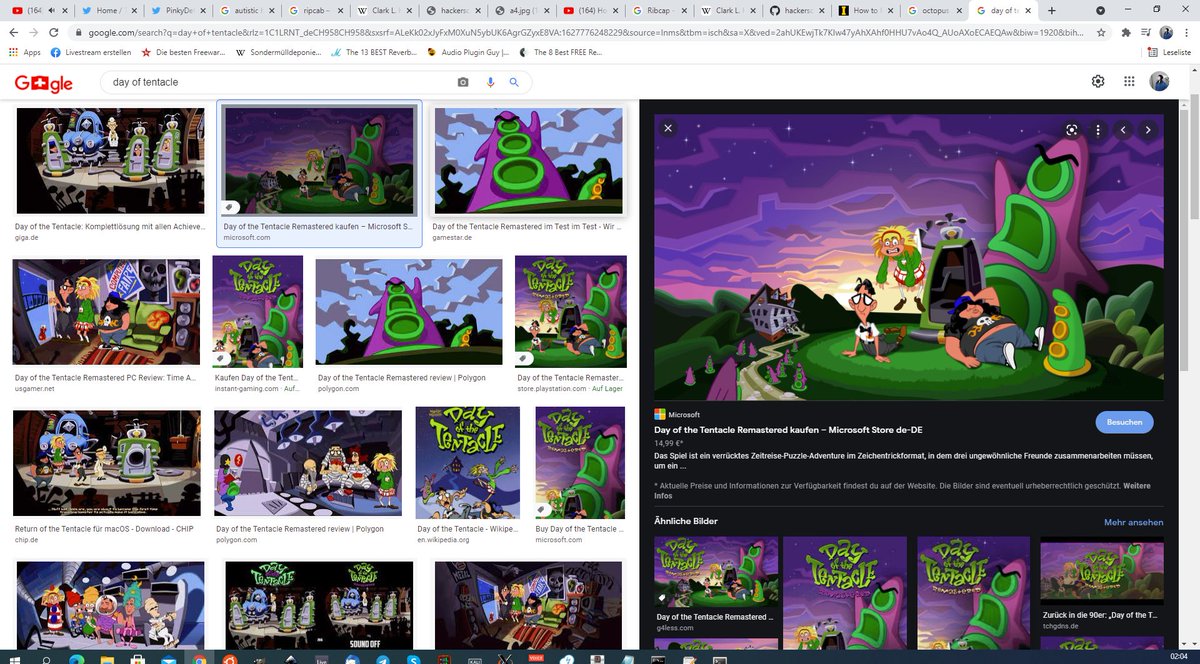 (164
Home /
PinkyDe
autistic
ripcab –
Clark L.
hackersc
a4.jpg (1
(164) Ho
Ribcap –
Clark L.
hackersc
How to
octopus
day of t
google.com/search?q=day+of+tentacle&rlz=1C1LRNT_deCH958CH958&sxsrf=ALeKk02xJyFxM0XuN5ybUK6AgrGZyxE8VA:1627776248229&source=lnms&tbm=isch&sa=X&ved=2ahUKEwjTk7KIw47yAhXAhf0HHU7vAo4Q_AUoAXoECAEQAw&biw=1920&bih...
Apps
Livestream erstellen
Die besten Freewar...
Sondermülldeponie...
The 13 BEST Reverb...
Audio Plugin Guy |...
The 8 Best FREE Re...
Leseliste
day of tentacle
Day of the Tentacle: Komplettlösung mit allen Achieve...
giga.de
Day of the Tentacle Remastered kaufen – Microsoft S...
microsoft.com
Day of the Tentacle Remastered im Test im Test - Wir ...
gamestar.de
Day of the Tentacle Remastered PC Review: Time A...
usgamer.net
Kaufen Day of the Tent...
instant-gaming.com · Auf...
Day of the Tentacle Remastered review | Polygon
polygon.com
Day of the Tentacle Remaster...
store.playstation.com · Auf Lager
Return of the Tentacle für macOS - Download - CHIP
chip.de
Day of the Tentacle Remastered review | Polygon
polygon.com
Day of the Tentacle - Wikipe...
en.wikipedia.org
Buy Day of the Tentacle ...
microsoft.com
SOUND OFF
Microsoft
Day of the Tentacle Remastered kaufen – Microsoft Store de-DE
14,99 €*
Besuchen
Das Spiel ist ein verrücktes Zeitreise-Puzzle-Adventure im Zeichentrickformat, in dem drei ungewöhnliche Freunde zusammenarbeiten müssen,
um ein ...
* Aktuelle Preise und Informationen zur Verfügbarkeit findest du auf der Website. Die Bilder sind eventuell urheberrechtlich geschützt. Weitere
Infos
Ähnliche Bilder
Mehr ansehen
Day of the Tentacle Remastered ...
g4less.com
Zurück in die 90er: „Day of the T...
tchgdns.de
02:04